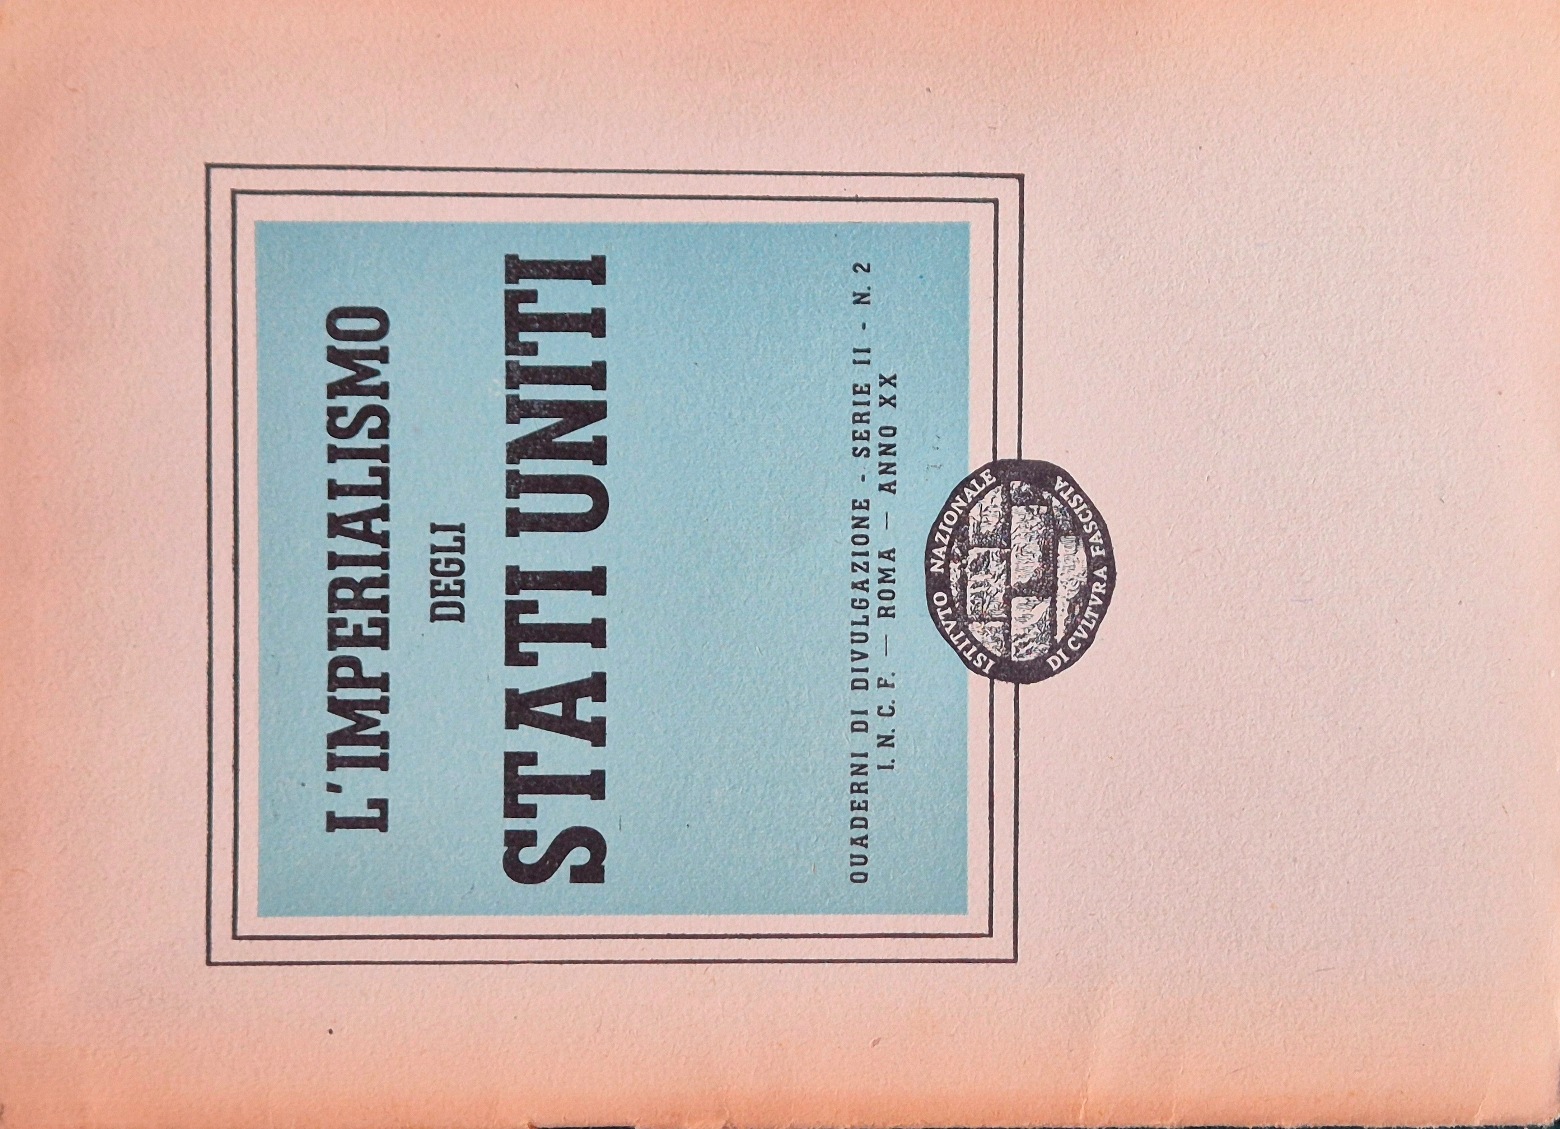 L'IMPERIALISMO
DEGLI
STATI UNITI
QUADERNI DI DIVULGAZIONE - SERIE II - N. 2
I. N. C. F. — ROMA — ANNO XX
ISTITVTO NAZIONALE
DI CVLTVRA FASCISTA